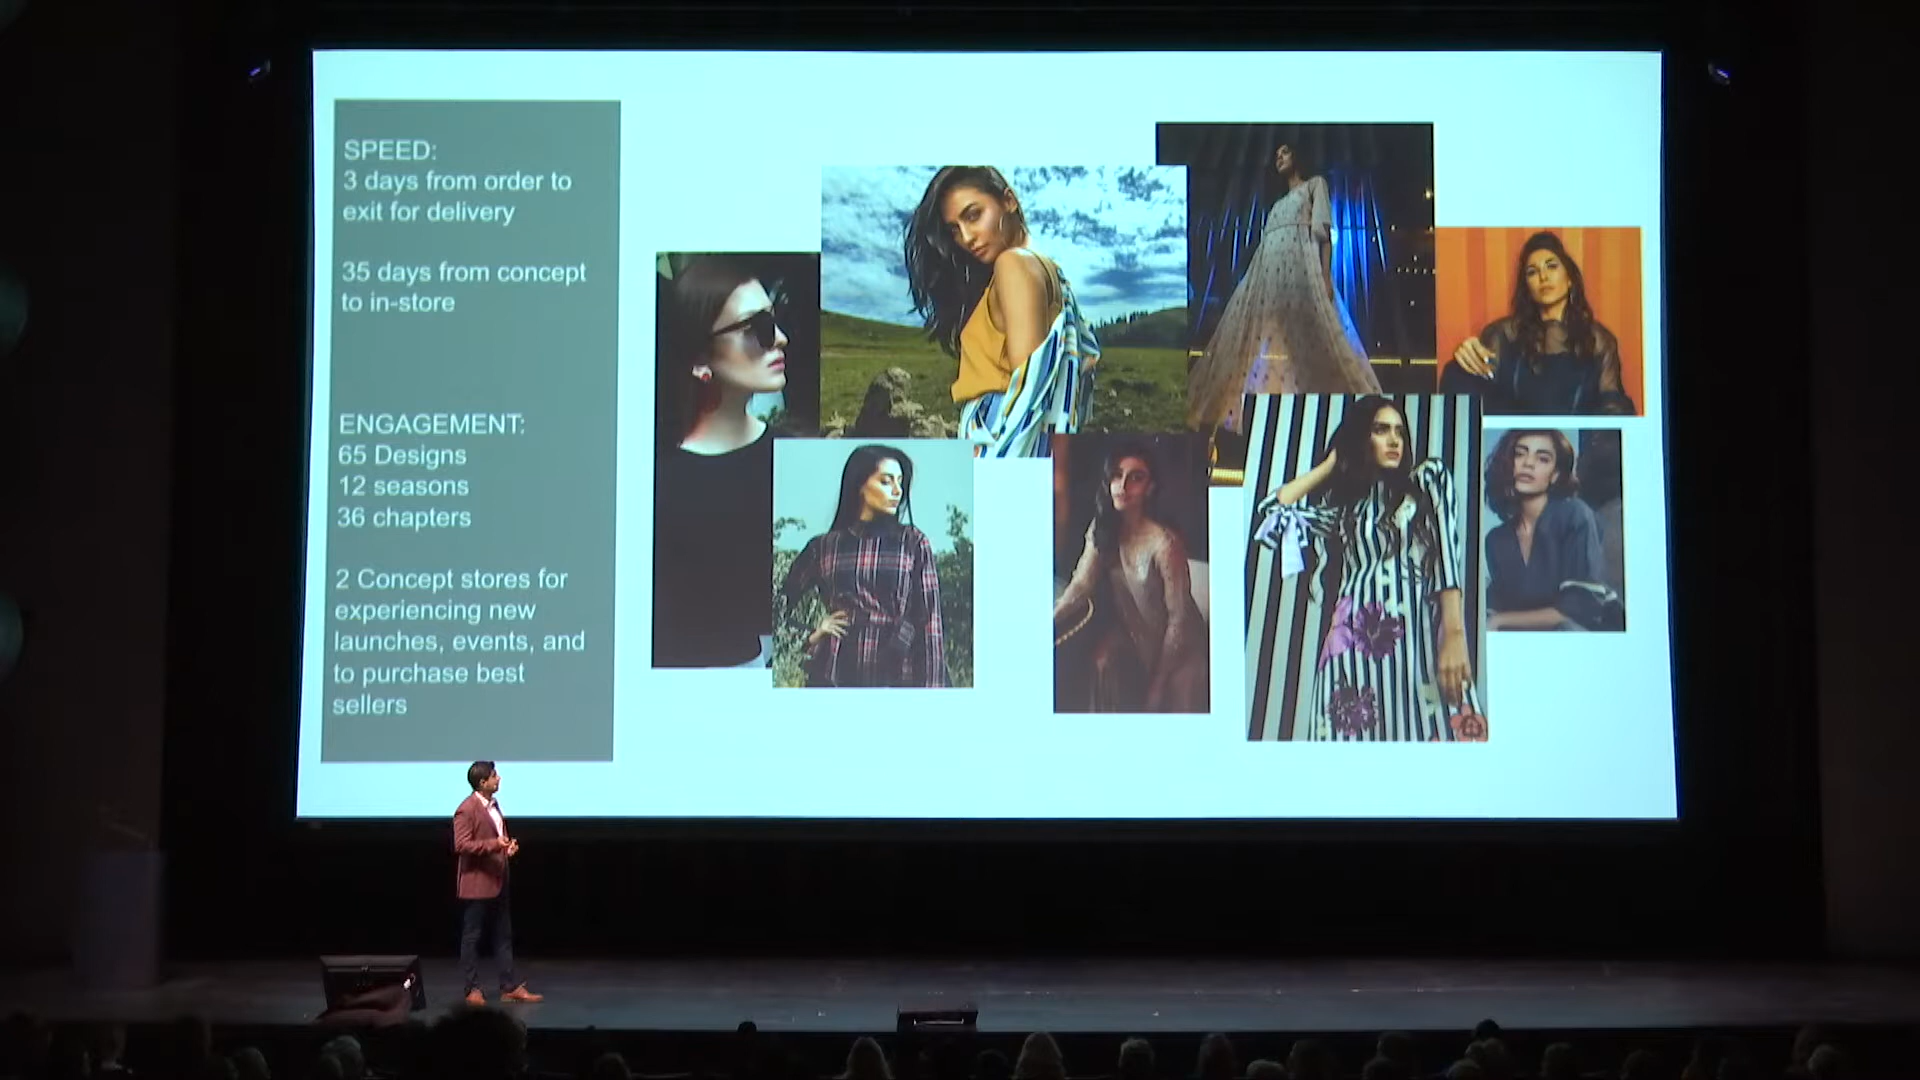 SPEED:
3 days from order to
exit for delivery
35 days from concept
to in-store
ENGAGEMENT:
65 Designs
12 seasons
36 chapters
2 Concept stores for
experiencing new
launches, events, and
to purchase best
sellers